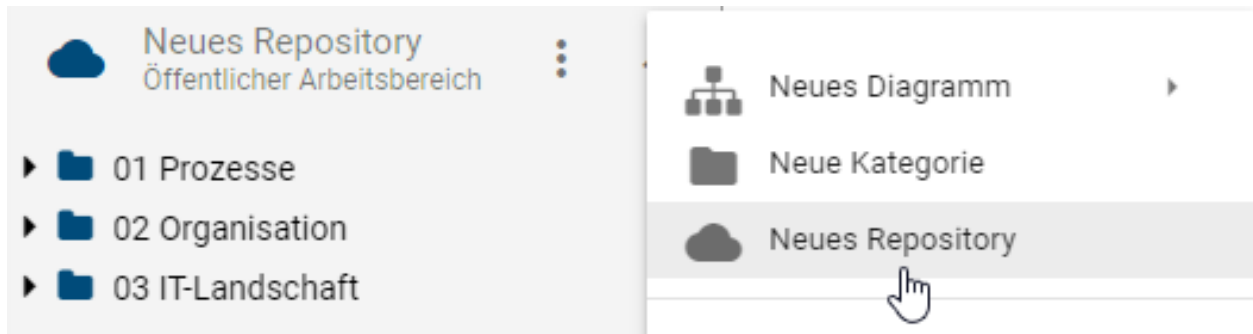 Neues Repository
Öffentlicher Arbeitsbereich
01 Prozesse
02 Organisation
03 IT-Landschaft
Neues Diagramm
Neue Kategorie
Neues Repository